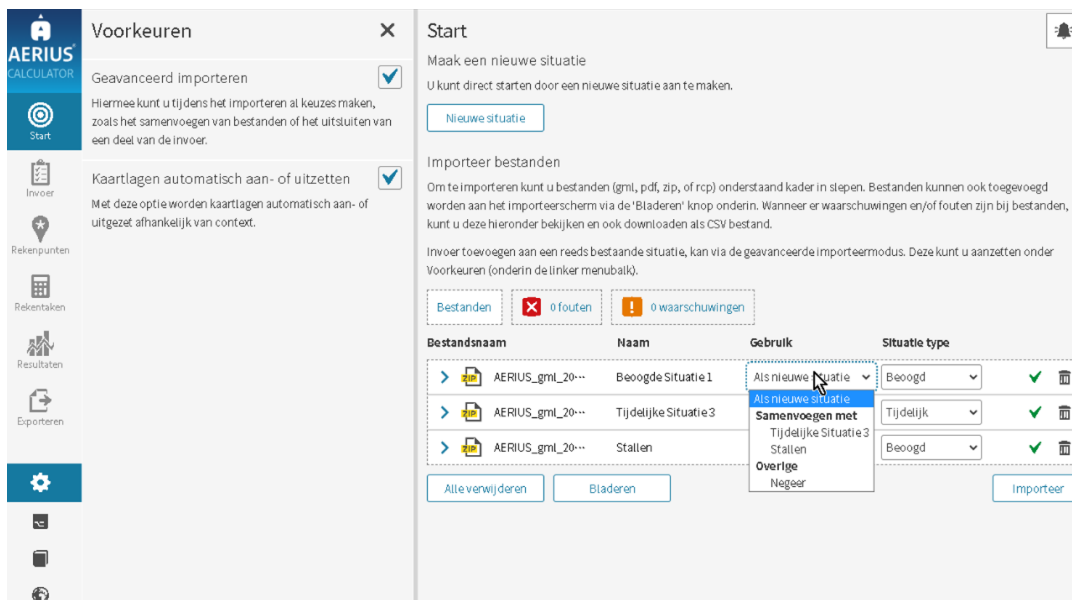 AERIUS
CALCULATOR
Start
Invoer
Rekenpunten
Rekentaken
Resultaten
Exporteren
Voorkeuren
Geavanceerd importeren
Hiermee kunt u tijdens het importeren al keuzes maken,
zoals het samenvoegen van bestanden of het uitsluiten van
een deel van de invoer.
Kaartlagen automatisch aan- of uitzetten
Met deze optie worden kaartlagen automatisch aan- of
uitgezet afhankelijk van context.
Start
Maak een nieuwe situatie
U kunt direct starten door een nieuwe situatie aan te maken.
Nieuwe situatie
Importeer bestanden
Om te importeren kunt u bestanden (gml, pdf, zip, of rcp) onderstaand kader in slepen. Bestanden kunnen ook toegevoegd
worden aan het importeerscherm via de 'Bladeren' knop onderin. Wanneer er waarschuwingen en/of fouten zijn bij bestanden,
kunt u deze hieronder bekijken en ook downloaden als CSV bestand.
Invoer toevoegen aan een reeds bestaande situatie, kan via de geavanceerde importeermodus. Deze kunt u aanzetten onder
Voorkeuren (onderin de linker menubalk).
Bestanden 0 fouten 0 waarschuwingen
Bestandsnaam Naam Gebruik Situatie type
ZIP AERIUS_gml_20··· Beoogde Situatie 1 Als nieuwe situatie Beoogd
ZIP AERIUS_gml_20··· Tijdelijke Situatie 3 Tijdelijk
ZIP AERIUS_gml_20··· Stallen Beoogd
Als nieuwe situatie
Samenvoegen met
Tijdelijke Situatie 3
Stallen
Overige
Negeer
Alle verwijderen Bladeren Importeer